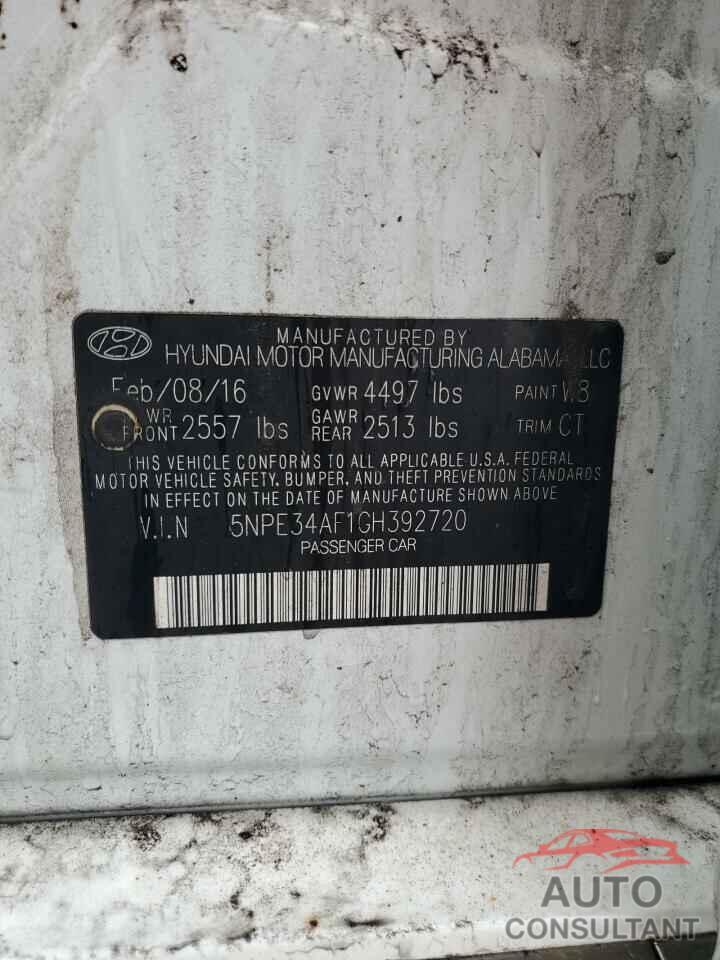 MANUFACTURED BY
HYUNDAI MOTOR MANUFACTURING ALABAMA, LLC
Feb/08/16 GVWR 4497 lbs PAINT W8
WR FRONT 2557 lbs GAWR REAR 2513 lbs TRIM CT
THIS VEHICLE CONFORMS TO ALL APPLICABLE U.S.A. FEDERAL
MOTOR VEHICLE SAFETY, BUMPER, AND THEFT PREVENTION STANDARDS
IN EFFECT ON THE DATE OF MANUFACTURE SHOWN ABOVE
V.I.N 5NPE34AF1GH392720
PASSENGER CAR
AUTO
CONSULTANT